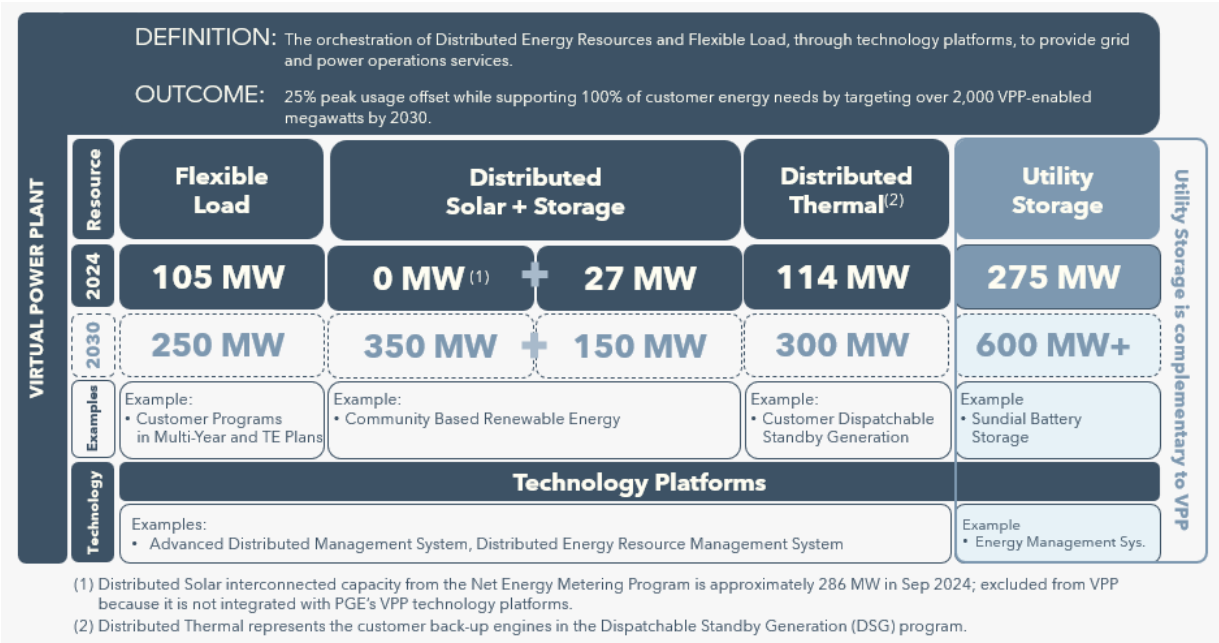 DEFINITION: The orchestration of Distributed Energy Resources and Flexible Load, through technology platforms, to provide grid
and power operations services.
OUTCOME: 25% peak usage offset while supporting 100% of customer energy needs by targeting over 2,000 VPP-enabled
megawatts by 2030.
VIRTUAL POWER PLANT
Resource
Flexible
Load
Distributed
Solar + Storage
Distributed
Thermal(2)
Utility
Storage
2024
105 MW
0 MW (1)
+
27 MW
114 MW
275 MW
2030
250 MW
350 MW
+
150 MW
300 MW
600 MW+
Examples
Example:
• Customer Programs
in Multi-Year and TE Plans
Example:
• Community Based Renewable Energy
Example:
• Customer Dispatchable
Standby Generation
Example
• Sundial Battery
Storage
Technology
Technology Platforms
Examples:
• Advanced Distributed Management System, Distributed Energy Resource Management System
Example
• Energy Management Sys.
Utility Storage is complementary to VPP
(1) Distributed Solar interconnected capacity from the Net Energy Metering Program is approximately 286 MW in Sep 2024; excluded from VPP
because it is not integrated with PGE's VPP technology platforms.
(2) Distributed Thermal represents the customer back-up engines in the Dispatchable Standby Generation (DSG) program.